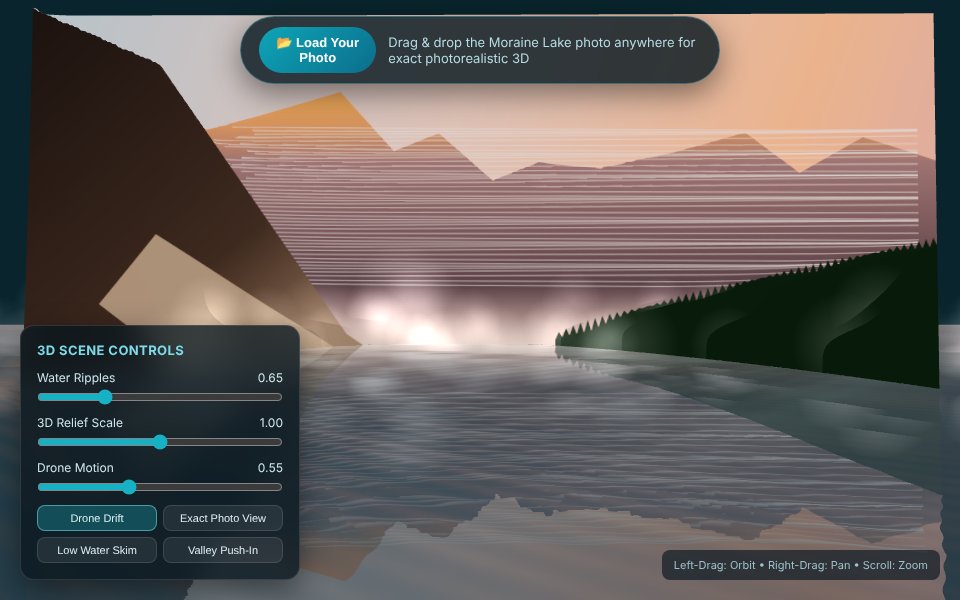 📂 Load Your
Photo
Drag & drop the Moraine Lake photo anywhere for
exact photorealistic 3D
3D SCENE CONTROLS
Water Ripples 0.65
3D Relief Scale 1.00
Drone Motion 0.55
Drone Drift
Exact Photo View
Low Water Skim
Valley Push-In
Left-Drag: Orbit • Right-Drag: Pan • Scroll: Zoom